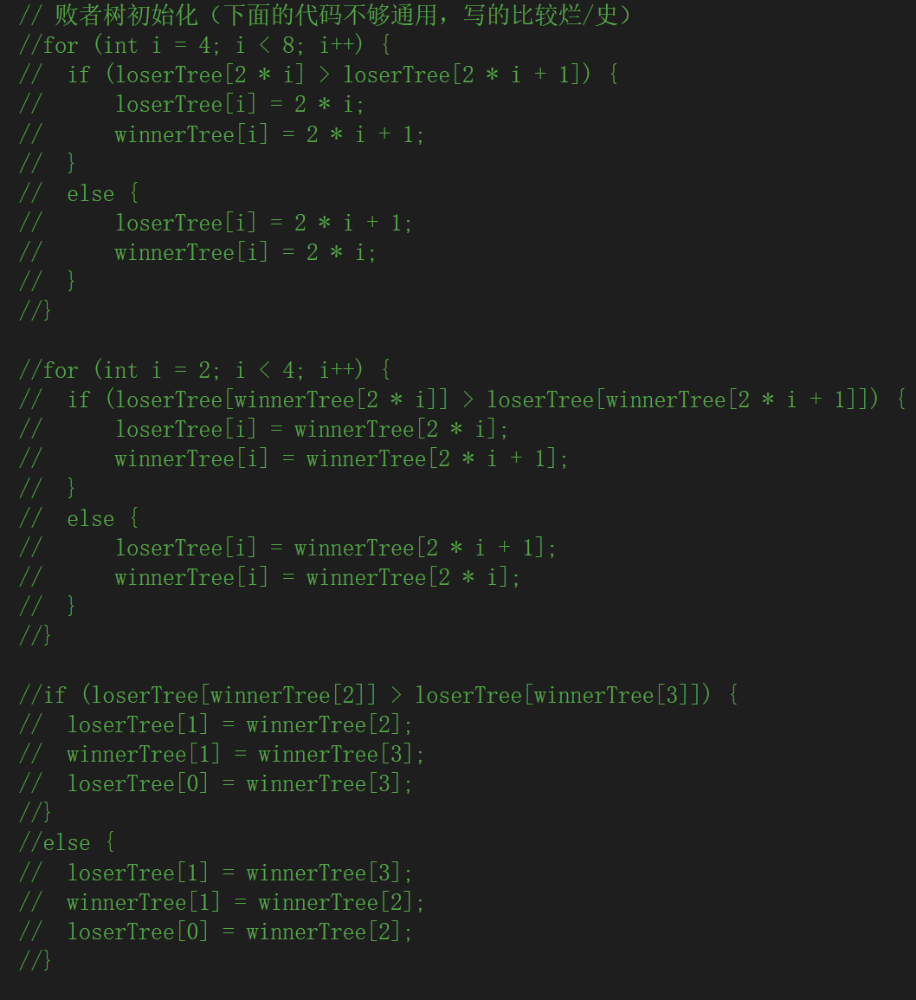 // 败者树初始化（下面的代码不够通用，写的比较烂/史）
//for (int i = 4; i < 8; i++) {
//  if (loserTree[2 * i] > loserTree[2 * i + 1]) {
//      loserTree[i] = 2 * i;
//      winnerTree[i] = 2 * i + 1;
//  }
//  else {
//      loserTree[i] = 2 * i + 1;
//      winnerTree[i] = 2 * i;
//  }
//}

//for (int i = 2; i < 4; i++) {
//  if (loserTree[winnerTree[2 * i]] > loserTree[winnerTree[2 * i + 1]]) {
//      loserTree[i] = winnerTree[2 * i];
//      winnerTree[i] = winnerTree[2 * i + 1];
//  }
//  else {
//      loserTree[i] = winnerTree[2 * i + 1];
//      winnerTree[i] = winnerTree[2 * i];
//  }
//}

//if (loserTree[winnerTree[2]] > loserTree[winnerTree[3]]) {
//  loserTree[1] = winnerTree[2];
//  winnerTree[1] = winnerTree[3];
//  loserTree[0] = winnerTree[3];
//}
//else {
//  loserTree[1] = winnerTree[3];
//  winnerTree[1] = winnerTree[2];
//  loserTree[0] = winnerTree[2];
//}